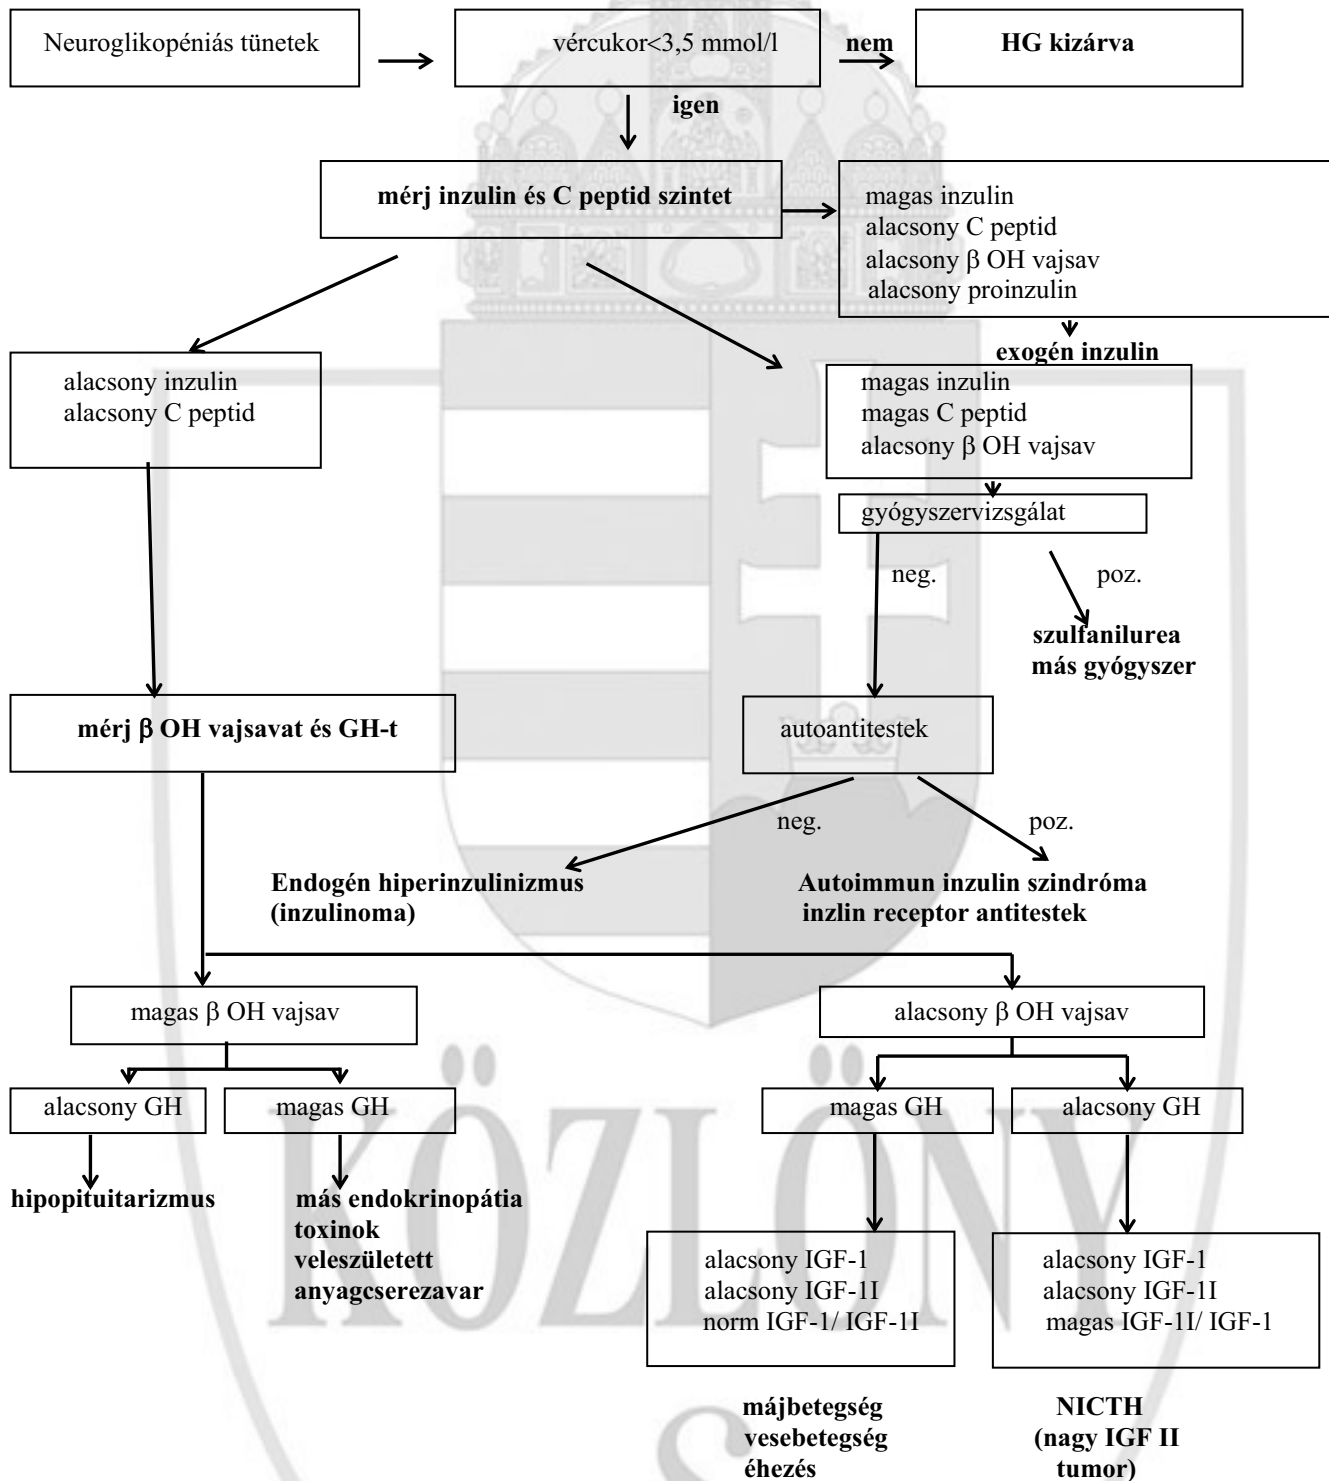 Neuroglikopéniás tünetek
vércukor<3,5 mmol/l
nem
HG kizárva
igen
mérj inzulin és C peptid szintet
magas inzulin
alacsony C peptid
alacsony β OH vajsav
alacsony proinzulin
exogén inzulin
alacsony inzulin
alacsony C peptid
magas inzulin
magas C peptid
alacsony β OH vajsav
gyógyszervizsgálat
neg.
poz.
szulfanilurea
más gyógyszer
mérj β OH vajsavat és GH-t
autoantitestek
neg.
poz.
Endogén hiperinzulinizmus
(inzulinoma)
Autoimmun inzulin szindróma
inzlin receptor antitestek
magas β OH vajsav
alacsony β OH vajsav
alacsony GH
magas GH
magas GH
alacsony GH
hipopituitarizmus
más endokrinopátia
toxinok
veleszületett
anyagcserezavar
alacsony IGF-1
alacsony IGF-1I
norm IGF-1/ IGF-1I
alacsony IGF-1
alacsony IGF-1I
magas IGF-1I/ IGF-1
májbetegség
vesebetegség
éhezés
NICTH
(nagy IGF II
tumor)
KÖZLÖNY